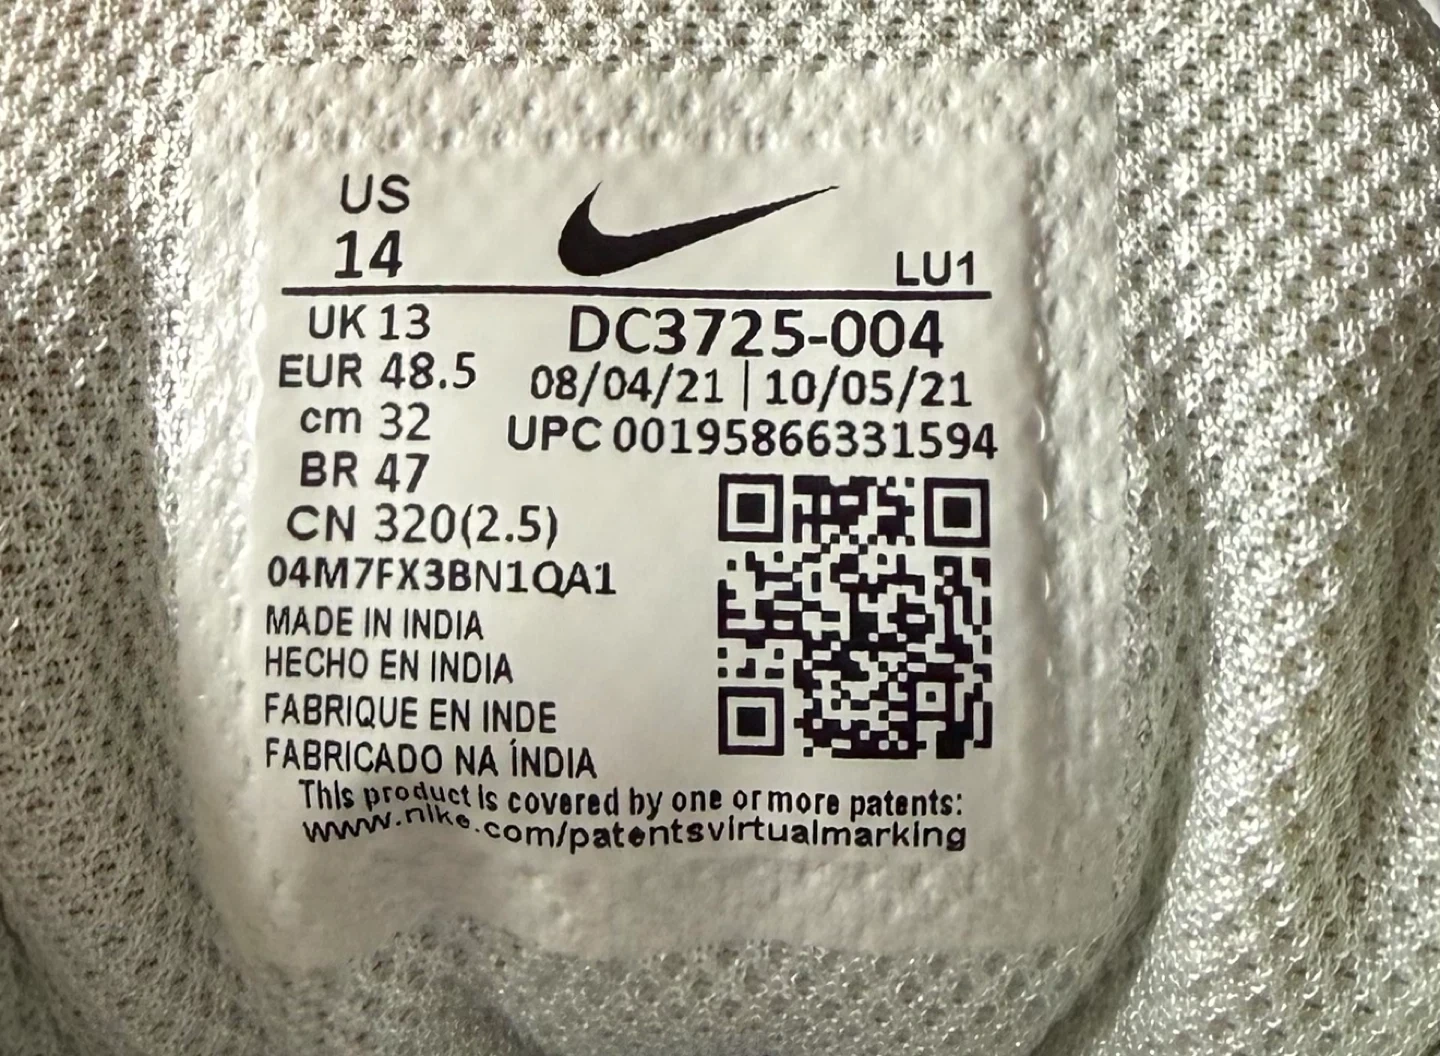 US
14
LU1
UK 13
EUR 48.5
cm 32
BR 47
CN 320(2.5)
DC3725-004
08/04/21 | 10/05/21
UPC 00195866331594
04M7FX3BN1QA1
MADE IN INDIA
HECHO EN INDIA
FABRIQUE EN INDE
FABRICADO NA ÍNDIA
This product is covered by one or more patents:
www.nike.com/patentsvirtualmarking